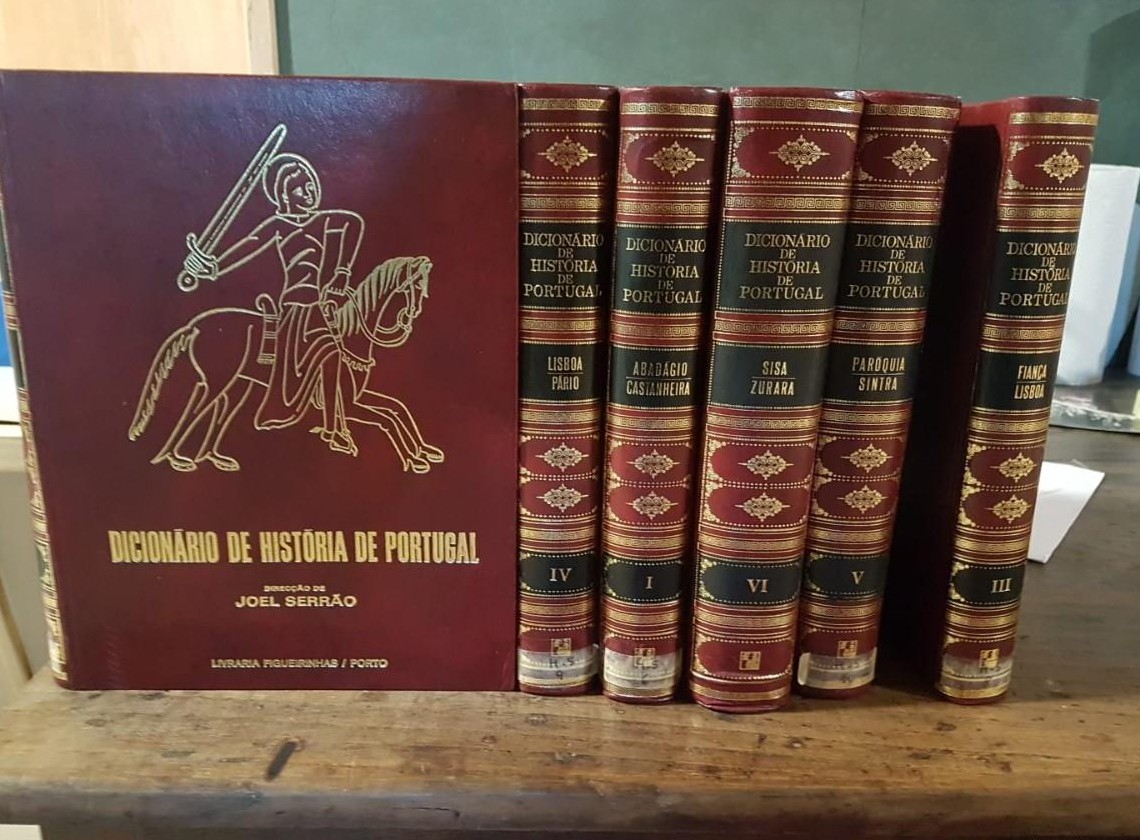 DICIONÁRIO DE HISTÓRIA DE PORTUGAL
DIRECÇÃO DE
JOEL SERRÃO
LIVRARIA FIGUEIRINHAS / PORTO
DICIONÁRIO
DE
HISTÓRIA
DE
PORTUGAL
LISBOA
PÁRIO
IV
H.S.
9
DICIONÁRIO
DE
HISTÓRIA
DE
PORTUGAL
ABADÁGIO
CASTANHEIRA
I
DICIONÁRIO
DE
HISTÓRIA
DE
PORTUGAL
SISA
ZURARA
VI
DICIONÁRIO
DE
HISTÓRIA
DE
PORTUGAL
PARÓQUIA
SINTRA
V
DICIONÁRIO
DE
HISTÓRIA
DE
PORTUGAL
FIANÇA
LISBOA
III